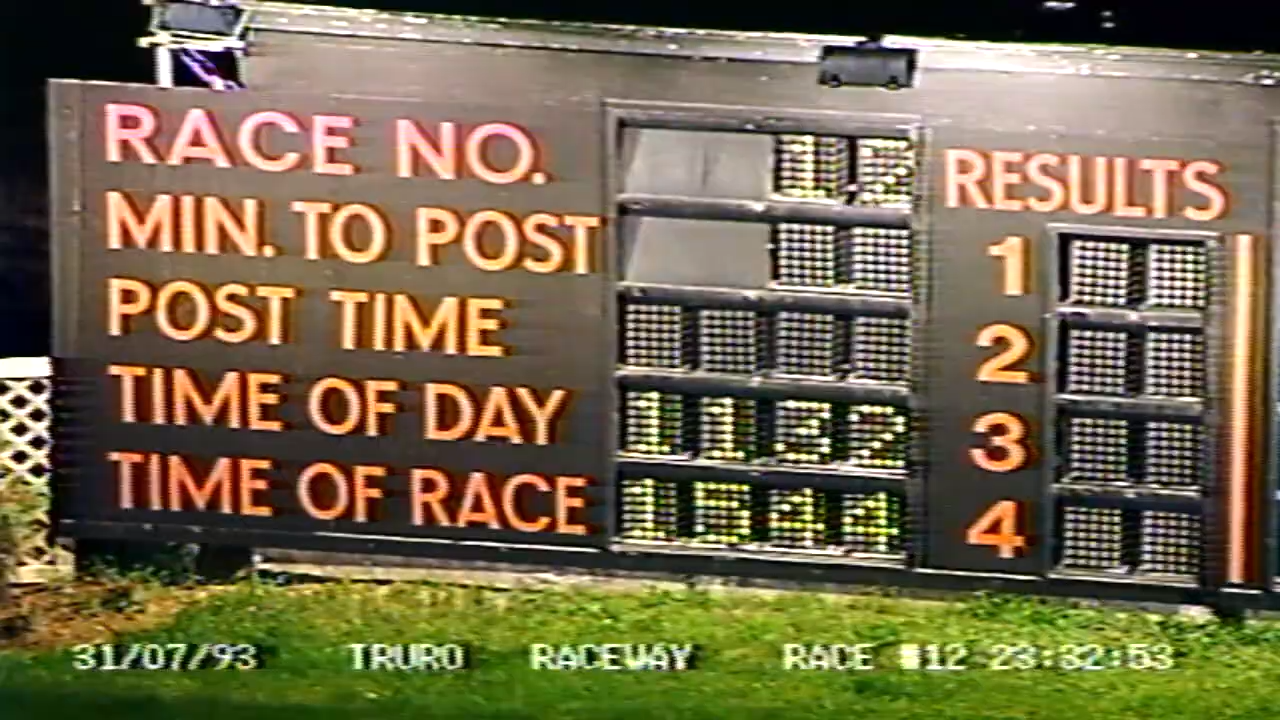 RACE NO. 12
MIN. TO POST
POST TIME
TIME OF DAY 1132
TIME OF RACE 1544
RESULTS
1
2
3
4
31/07/93 TRURO RACEWAY RACE #12 23:32:53